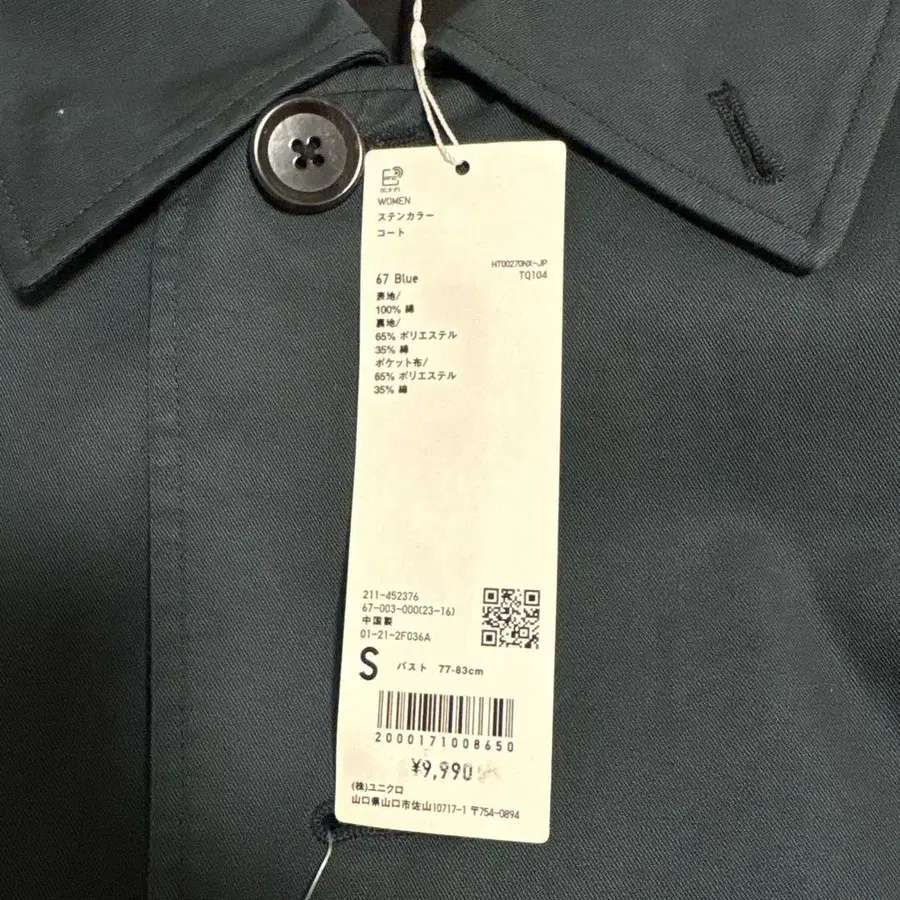 WOMEN
ステンカラー
コート
HT00270NX-JP
67 Blue
TQ104
表地/
100% 綿
裏地/
65% ポリエステル
35% 綿
ポケット布/
65% ポリエステル
35% 綿
211-452376
67-003-000(23-16)
中国製
01-21-2F036A
S バスト 77-83cm
2000171008650
¥9,990
(株)ユニクロ
山口県山口市佐山10717-1 〒754-0894